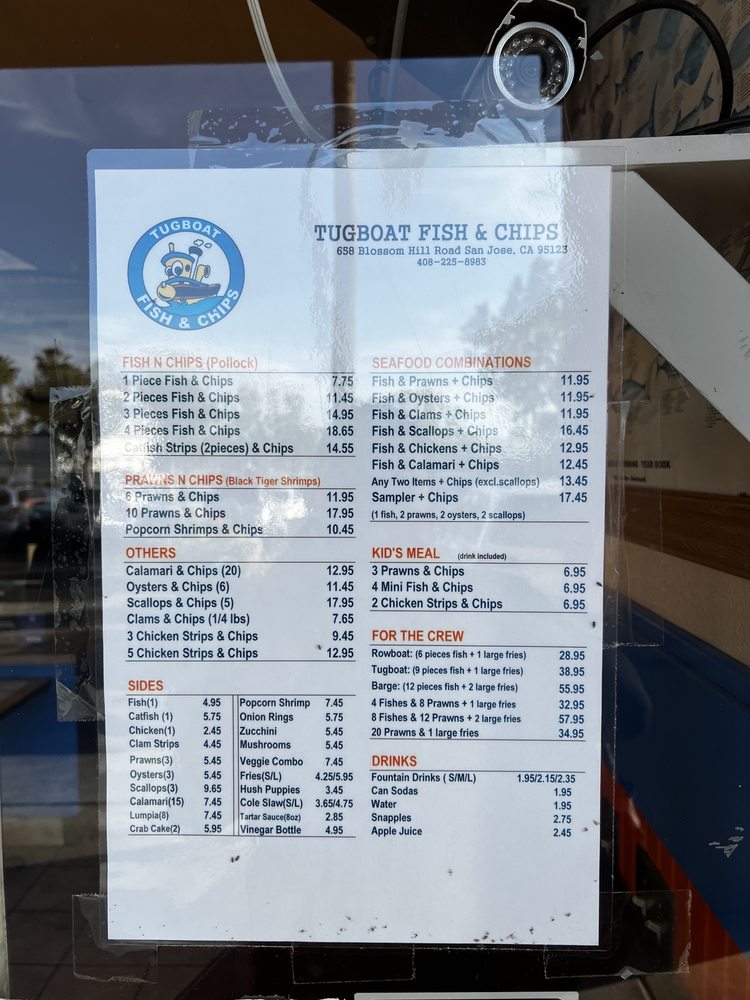 TUGBOAT
FISH & CHIPS
TUGBOAT FISH & CHIPS
658 Blossom Hill Road San Jose, CA 95123
408-225-8983
FISH N CHIPS (Pollock)
1 Piece Fish & Chips 7.75
2 Pieces Fish & Chips 11.45
3 Pieces Fish & Chips 14.95
4 Pieces Fish & Chips 18.65
Catfish Strips (2pieces) & Chips 14.55
PRAWNS N CHIPS (Black Tiger Shrimps)
6 Prawns & Chips 11.95
10 Prawns & Chips 17.95
Popcorn Shrimps & Chips 10.45
OTHERS
Calamari & Chips (20) 12.95
Oysters & Chips (6) 11.45
Scallops & Chips (5) 17.95
Clams & Chips (1/4 lbs) 7.65
3 Chicken Strips & Chips 9.45
5 Chicken Strips & Chips 12.95
SIDES
Fish(1) 4.95
Catfish (1) 5.75
Chicken(1) 2.45
Clam Strips 4.45
Prawns(3) 5.45
Oysters(3) 5.45
Scallops(3) 9.65
Calamari(15) 7.45
Lumpia(8) 7.45
Crab Cake(2) 5.95
Popcorn Shrimp 7.45
Onion Rings 5.75
Zucchini 5.45
Mushrooms 5.45
Veggie Combo 7.45
Fries(S/L) 4.25/5.95
Hush Puppies 3.45
Cole Slaw(S/L) 3.65/4.75
Tartar Sauce(8oz) 2.85
Vinegar Bottle 4.95
SEAFOOD COMBINATIONS
Fish & Prawns + Chips 11.95
Fish & Oysters + Chips 11.95
Fish & Clams + Chips 11.95
Fish & Scallops + Chips 16.45
Fish & Chickens + Chips 12.95
Fish & Calamari + Chips 12.45
Any Two Items + Chips (excl.scallops) 13.45
Sampler + Chips 17.45
(1 fish, 2 prawns, 2 oysters, 2 scallops)
KID'S MEAL (drink included)
3 Prawns & Chips 6.95
4 Mini Fish & Chips 6.95
2 Chicken Strips & Chips 6.95
FOR THE CREW
Rowboat: (6 pieces fish + 1 large fries) 28.95
Tugboat: (9 pieces fish + 1 large fries) 38.95
Barge: (12 pieces fish + 2 large fries) 55.95
4 Fishes & 8 Prawns + 1 large fries 32.95
8 Fishes & 12 Prawns + 2 large fries 57.95
20 Prawns & 1 large fries 34.95
DRINKS
Fountain Drinks ( S/M/L) 1.95/2.15/2.35
Can Sodas 1.95
Water 1.95
Snapples 2.75
Apple Juice 2.45
YEAR BOOK